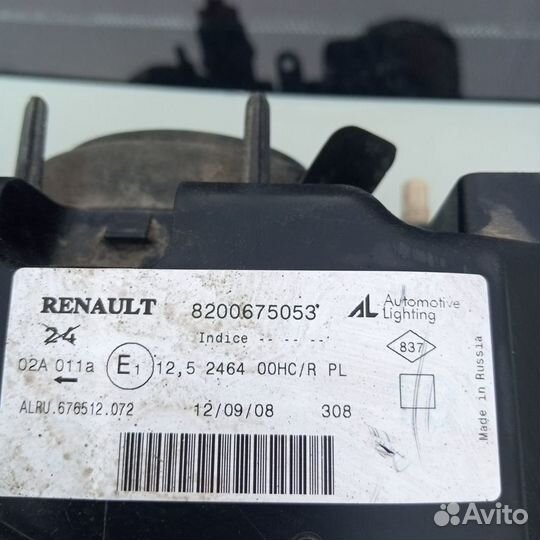 RENAULT 8200675053* AL Automotive Lighting
24 Indice -- -- --
837
02A 011a E1 12,5 2464 00HC/R PL
ALRU.676512.072 12/09/08 308
Made in Russia
Avito